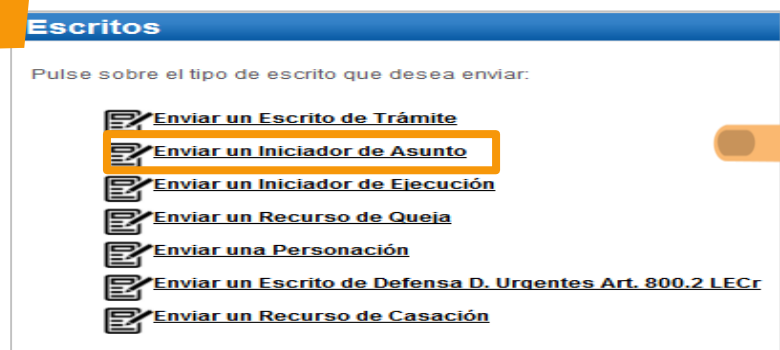 Escritos
Pulse sobre el tipo de escrito que desea enviar:
Enviar un Escrito de Trámite
Enviar un Iniciador de Asunto
Enviar un Iniciador de Ejecución
Enviar un Recurso de Queja
Enviar una Personación
Enviar un Escrito de Defensa D. Urgentes Art. 800.2 LECr
Enviar un Recurso de Casación